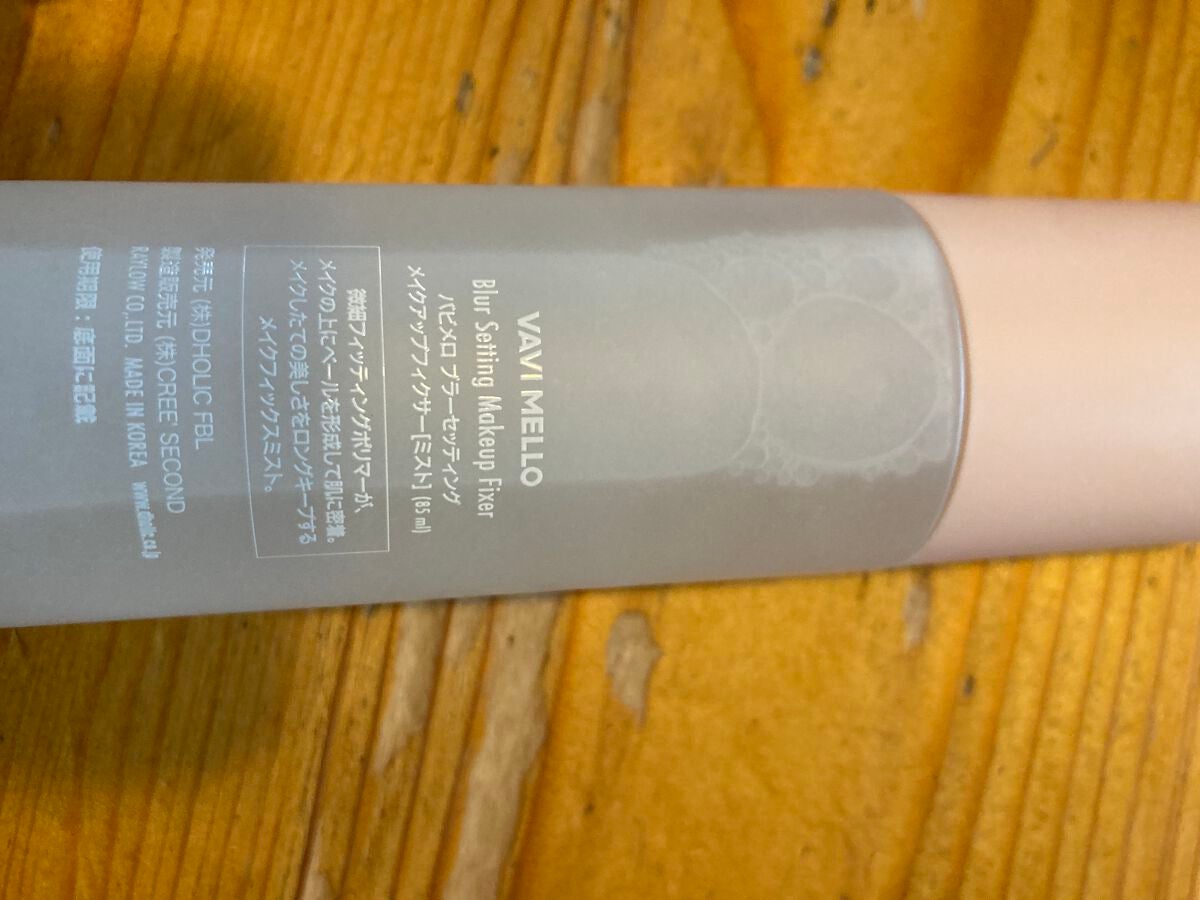 VAVI MELLO
Blur Setting Makeup Fixer
バビメロ ブラーセッティング
メイクアップフィクサー[ミスト] (85 ml)
微細フィッティングポリマーが、
メイクの上にベールを形成して肌に密着。
メイクしたての美しさをロングキープする
メイクフィックスミスト。
発売元 (株)DHOLIC FBL
製造販売元 (株)CREE' SECOND
RAYLOW CO.,LTD. MADE IN KOREA www.dholic.co.jp
使用期限：底面に記載